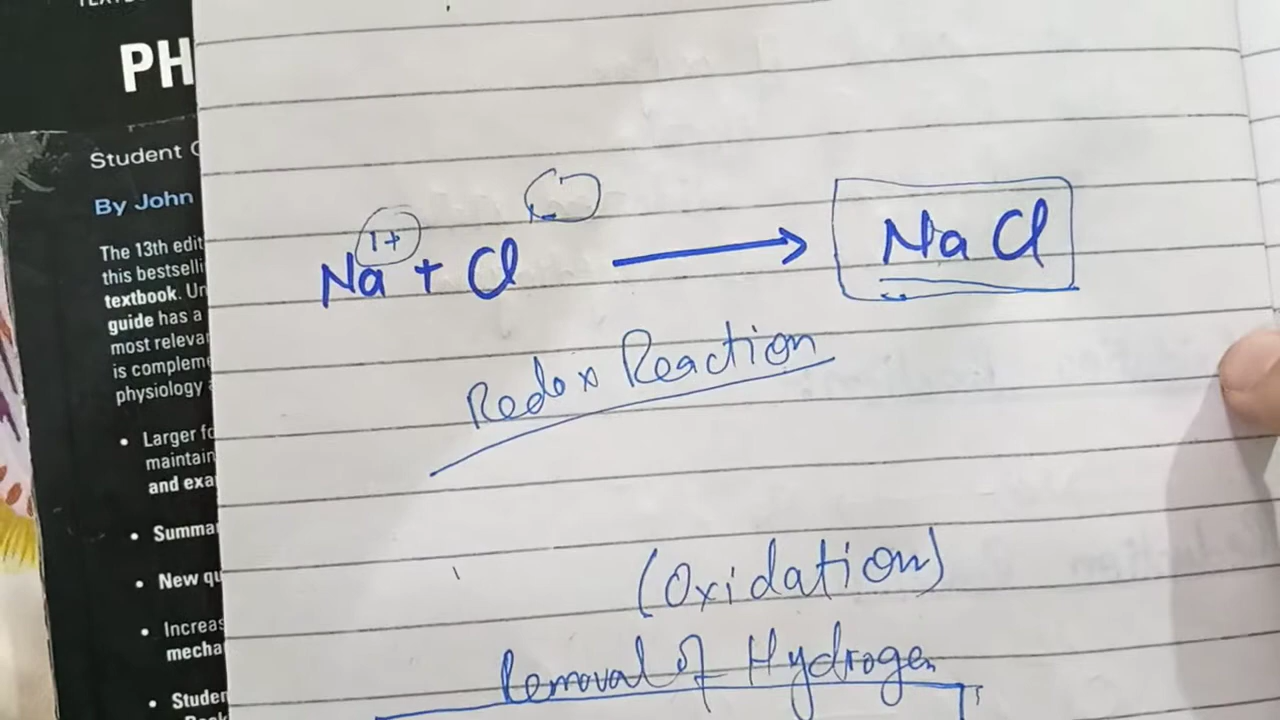 PH
Student
By John
The 13th edit
this bestselli
textbook. Un
guide has a
most relevan
is compleme
physiology
• Larger fo
maintain
and exa
• Summa
• New qu
• Increas
mecha
• Studen
Na 1+ + Cl - → NaCl
Redox Reaction
(Oxidation)
Removal of Hydrogen